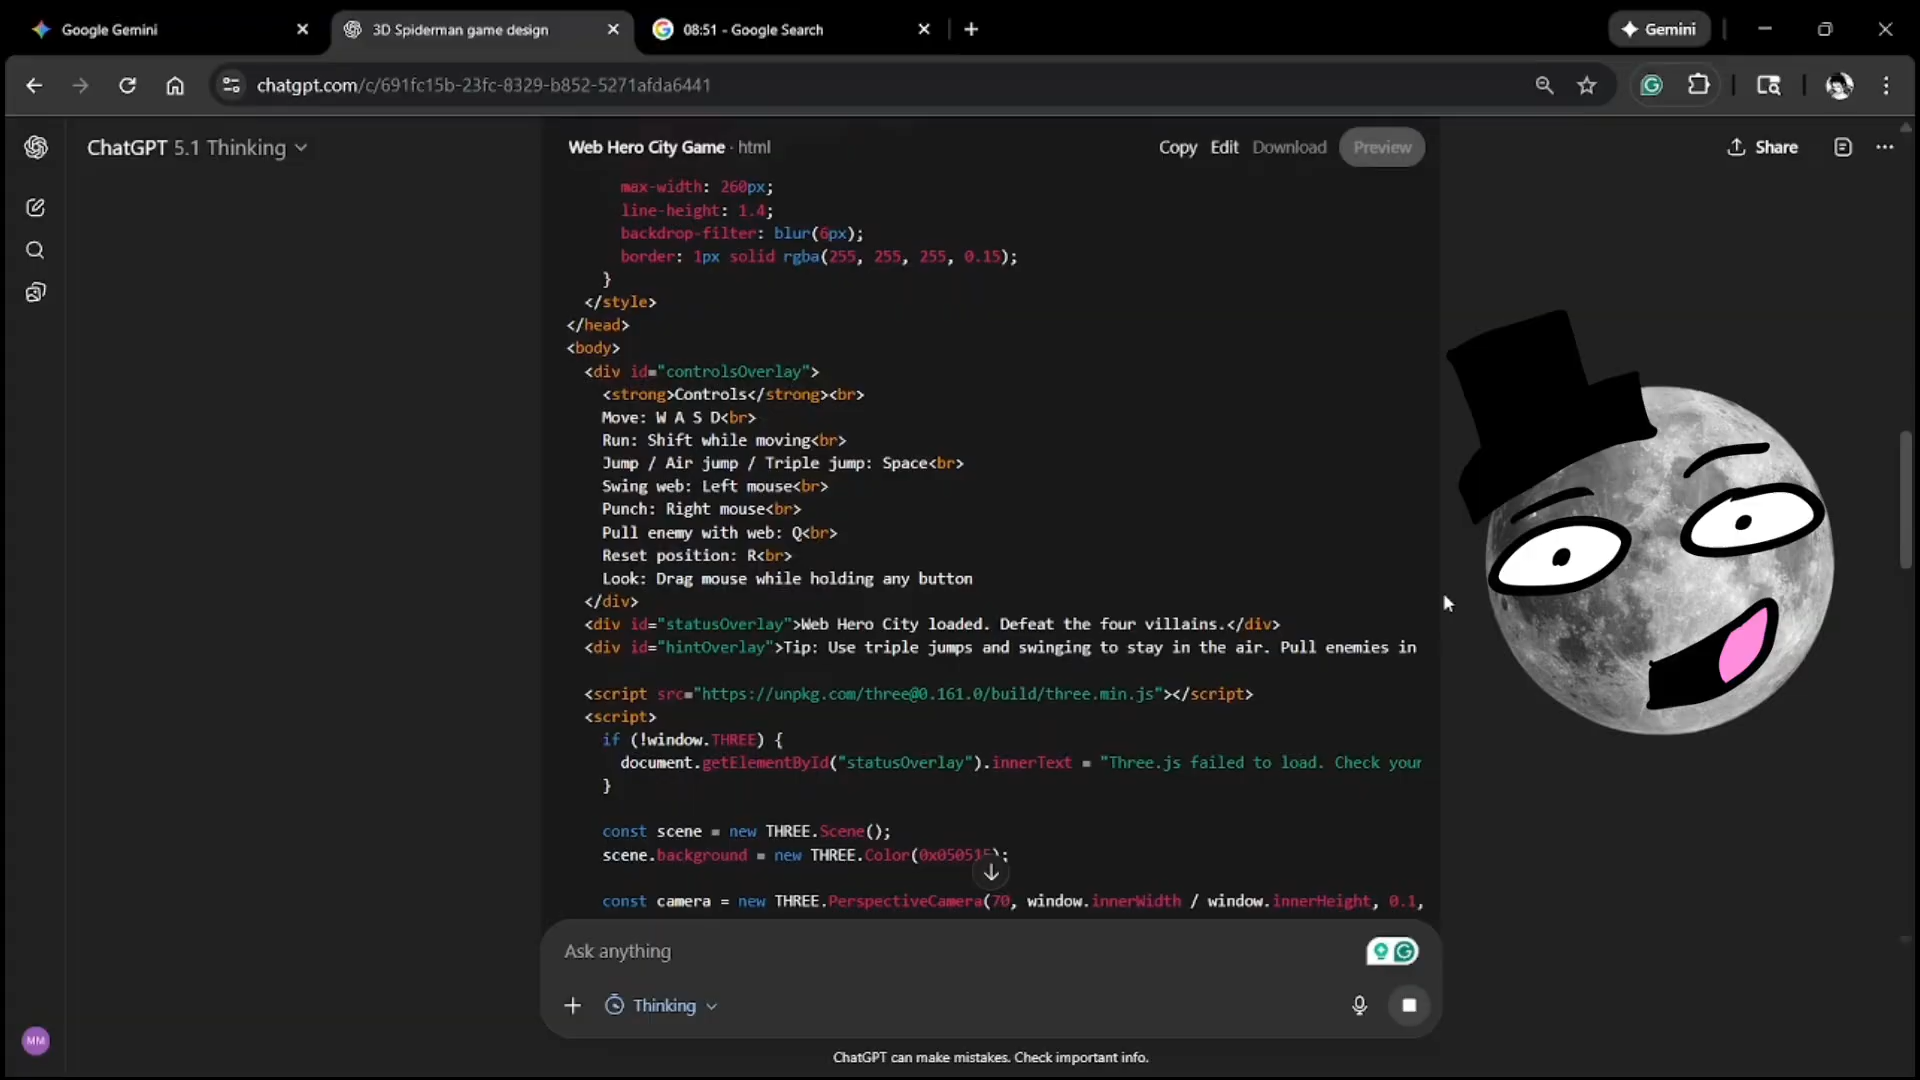 Google Gemini
3D Spiderman game design
08:51 - Google Search
Gemini
chatgpt.com/c/691fc15b-23fc-8329-b852-5271afda6441
ChatGPT 5.1 Thinking
Web Hero City Game · html
Copy Edit Download Preview
Share
max-width: 260px;
line-height: 1.4;
backdrop-filter: blur(6px);
border: 1px solid rgba(255, 255, 255, 0.15);
}
</style>
</head>
<body>
<div id="controlsOverlay">
<strong>Controls</strong><br>
Move: W A S D<br>
Run: Shift while moving<br>
Jump / Air jump / Triple jump: Space<br>
Swing web: Left mouse<br>
Punch: Right mouse<br>
Pull enemy with web: Q<br>
Reset position: R<br>
Look: Drag mouse while holding any button
</div>
<div id="statusOverlay">Web Hero City loaded. Defeat the four villains.</div>
<div id="hintOverlay">Tip: Use triple jumps and swinging to stay in the air. Pull enemies in
<script src="https://unpkg.com/three@0.161.0/build/three.min.js"></script>
<script>
if (!window.THREE) {
document.getElementById("statusOverlay").innerText = "Three.js failed to load. Check your
}
const scene = new THREE.Scene();
scene.background = new THREE.Color(0x050515);
const camera = new THREE.PerspectiveCamera(70, window.innerWidth / window.innerHeight, 0.1,
Ask anything
Thinking
MM
ChatGPT can make mistakes. Check important info.